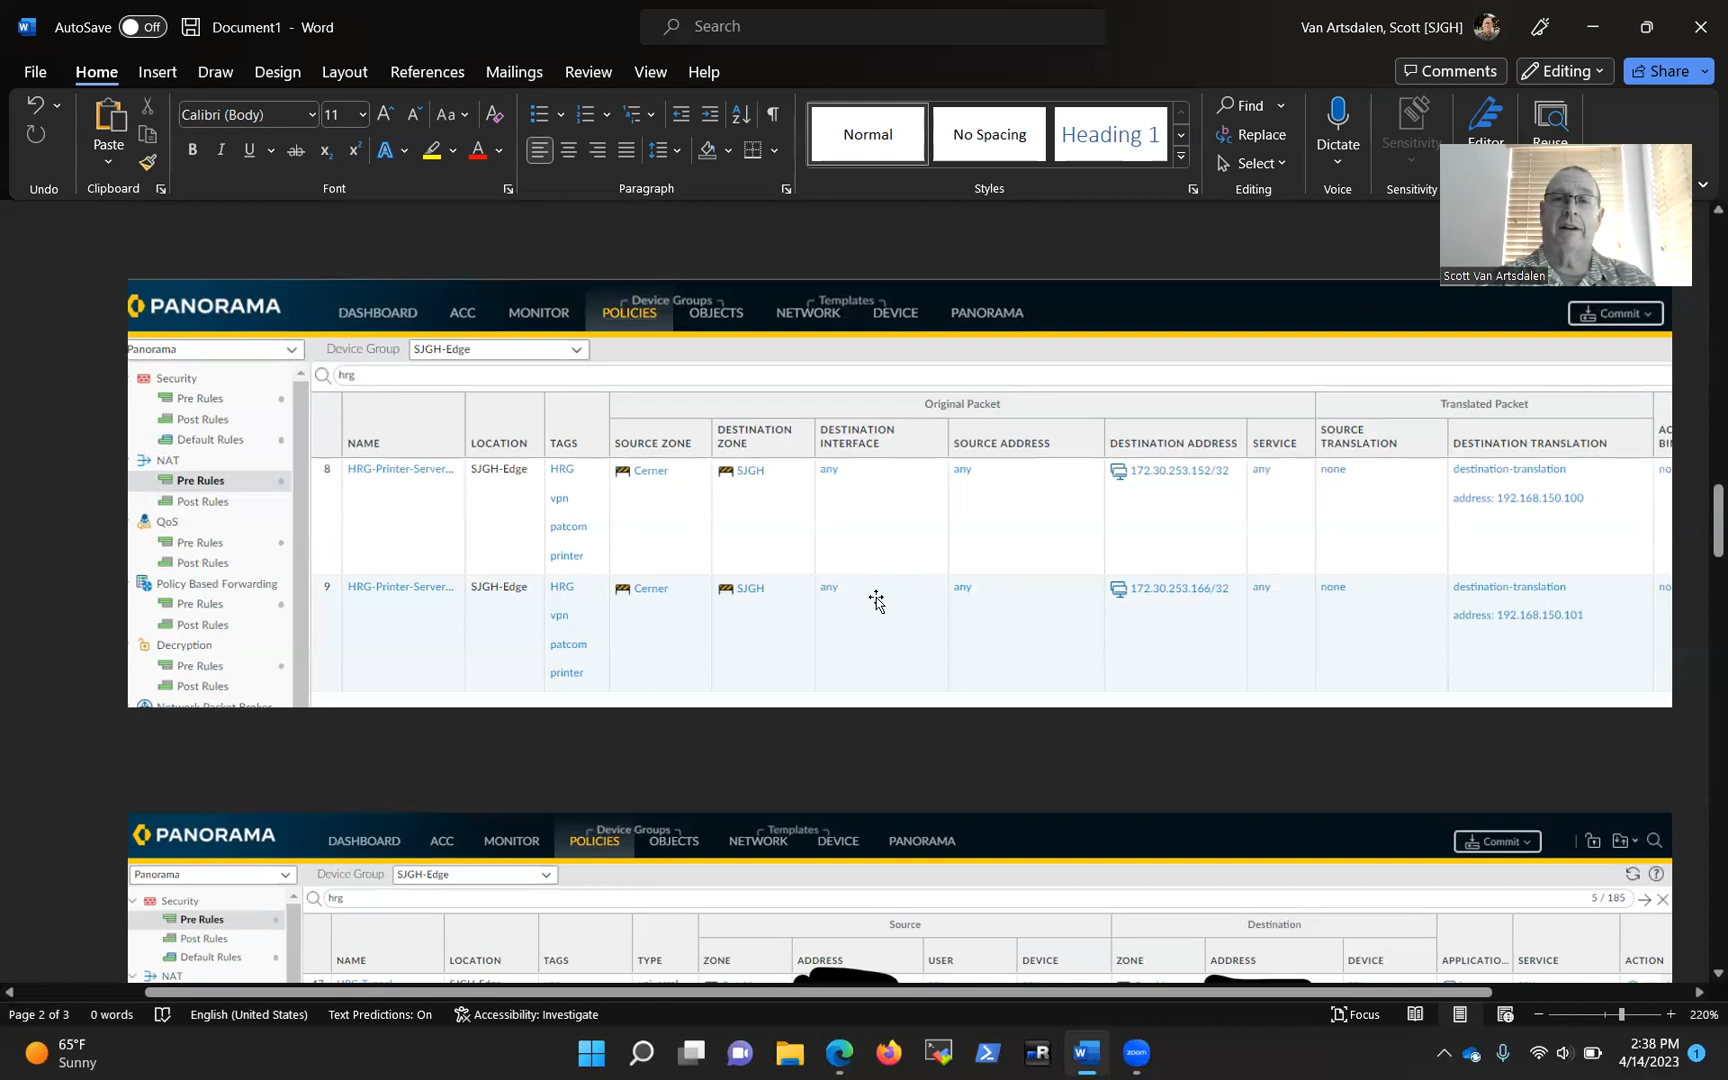 AutoSave Off Document1 - Word Search Van Artsdalen, Scott [SJGH]
File Home Insert Draw Design Layout References Mailings Review View Help Comments Editing Share
Calibri (Body) 11 Aa
Paste Normal No Spacing Heading 1 Find Replace Select Dictate Sensitivity Editor Reuse
Undo Clipboard Font Paragraph Styles Editing Voice Sensitivity
Scott Van Artsdalen
PANORAMA DASHBOARD ACC MONITOR Device Groups POLICIES OBJECTS Templates NETWORK DEVICE PANORAMA Commit
Panorama Device Group SJGH-Edge
hrg
Security
Pre Rules
Post Rules
Default Rules
NAT
Pre Rules
Post Rules
QoS
Pre Rules
Post Rules
Policy Based Forwarding
Pre Rules
Post Rules
Decryption
Pre Rules
Post Rules
Network Packet Broker
Original Packet Translated Packet
NAME LOCATION TAGS SOURCE ZONE DESTINATION ZONE DESTINATION INTERFACE SOURCE ADDRESS DESTINATION ADDRESS SERVICE SOURCE TRANSLATION DESTINATION TRANSLATION AC BI
8 HRG-Printer-Server... SJGH-Edge HRG Cerner SJGH any any 172.30.253.152/32 any none destination-translation no
vpn address: 192.168.150.100
patcom
printer
9 HRG-Printer-Server... SJGH-Edge HRG Cerner SJGH any any 172.30.253.166/32 any none destination-translation no
vpn address: 192.168.150.101
patcom
printer
PANORAMA DASHBOARD ACC MONITOR Device Groups POLICIES OBJECTS Templates NETWORK DEVICE PANORAMA Commit
Panorama Device Group SJGH-Edge
hrg 5 / 185
Security
Pre Rules
Post Rules
Default Rules
NAT
Source Destination
NAME LOCATION TAGS TYPE ZONE ADDRESS USER DEVICE ZONE ADDRESS DEVICE APPLICATIO... SERVICE ACTION
Page 2 of 3 0 words English (United States) Text Predictions: On Accessibility: Investigate Focus 220%
65°F
Sunny
zoom
2:38 PM
4/14/2023 1